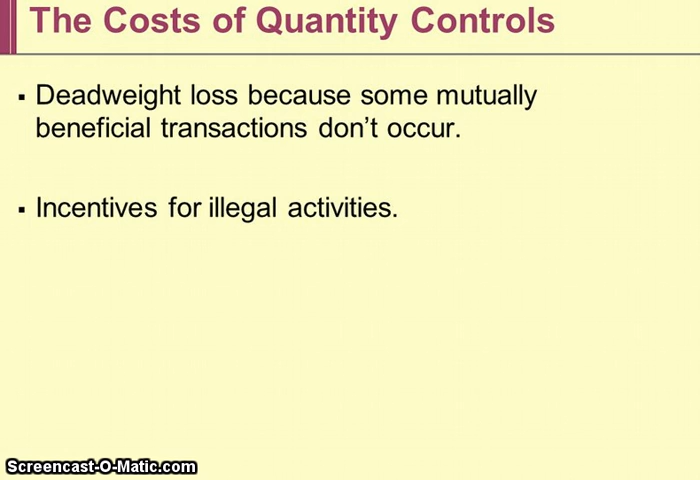 The Costs of Quantity Controls
▪ Deadweight loss because some mutually
beneficial transactions don’t occur.
▪ Incentives for illegal activities.
Screencast-O-Matic.com